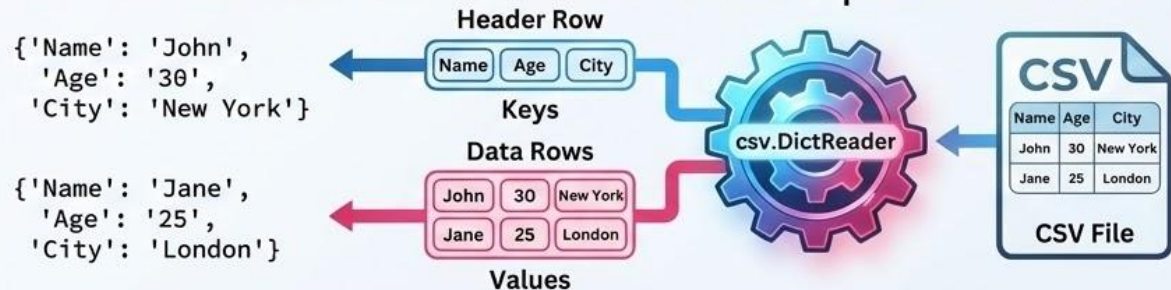 {'Name': 'John',
'Age': '30',
'City': 'New York'}
{'Name': 'Jane',
'Age': '25',
'City': 'London'}
Header Row
Name Age City
Keys
Data Rows
John 30 New York
Jane 25 London
Values
csv.DictReader
CSV
Name Age City
John 30 New York
Jane 25 London
CSV File